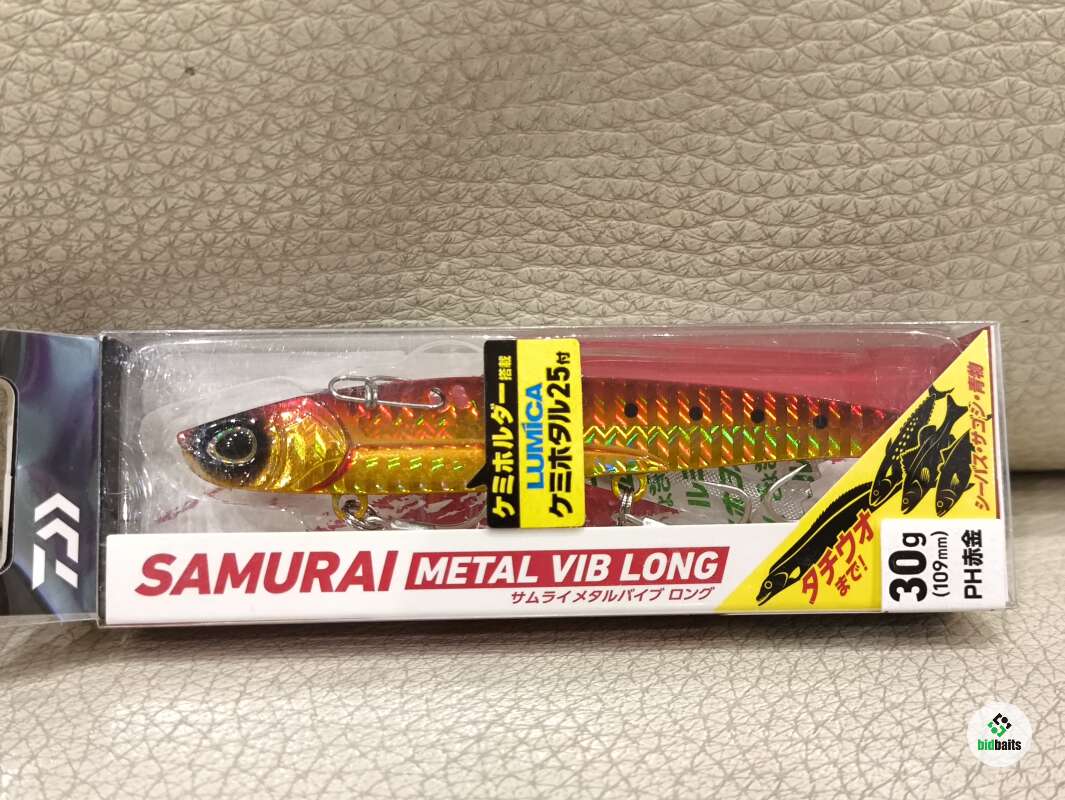 ケミホルダー搭載
LUMICA
ケミホタル25付
シーバス・サゴシ・青物
タチウオ
まで!
SAMURAI METAL VIB LONG
サムライメタルバイブ ロング
30g
(109mm)
PH赤金
bidbaits